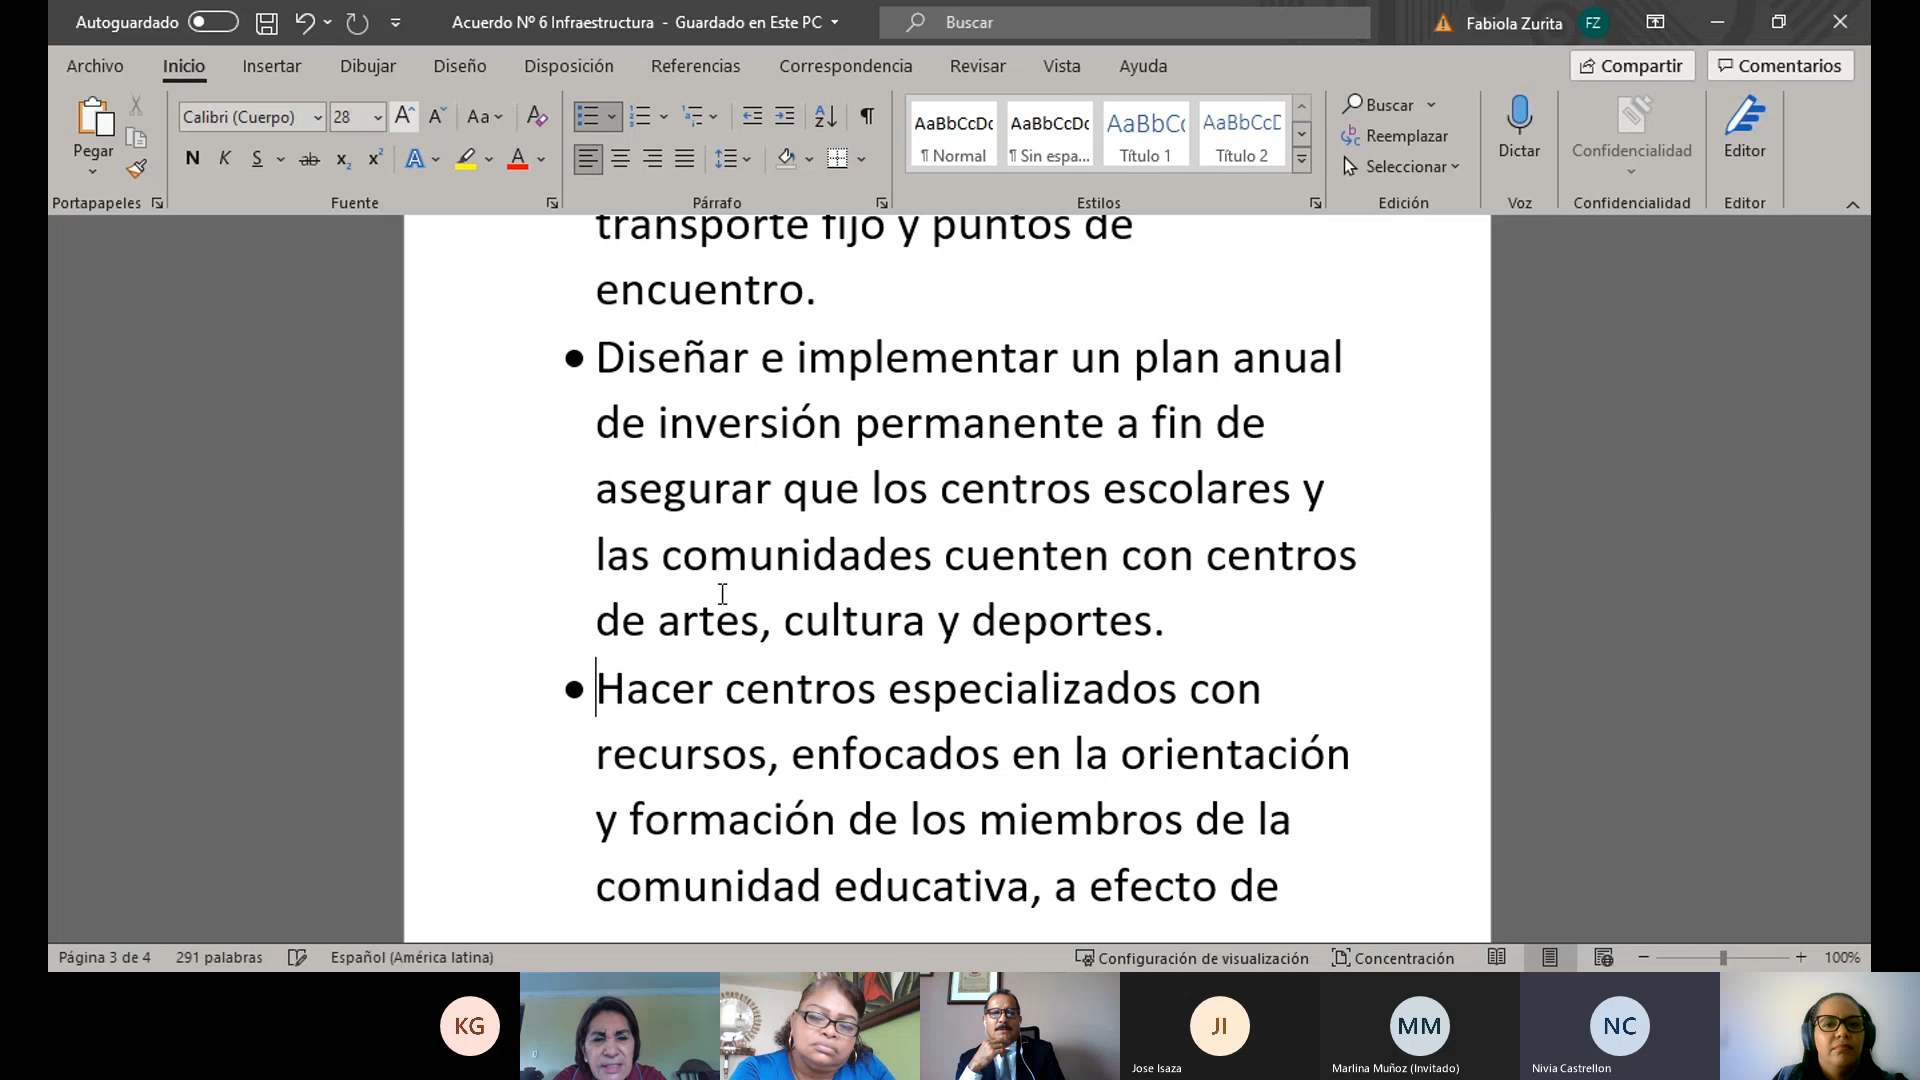 Autoguardado
Acuerdo Nº 6 Infraestructura - Guardado en Este PC
Buscar
Fabiola Zurita
FZ
Archivo
Inicio
Insertar
Dibujar
Diseño
Disposición
Referencias
Correspondencia
Revisar
Vista
Ayuda
Compartir
Comentarios
Pegar
Calibri (Cuerpo)
28
Aa
N K S ab x₂ x²
AaBbCcDc
¶ Normal
AaBbCcDc
¶ Sin espa...
AaBbC
Título 1
AaBbCcD
Título 2
Buscar
Reemplazar
Seleccionar
Dictar
Confidencialidad
Editor
Portapapeles
Fuente
Párrafo
Estilos
Edición
Voz
Confidencialidad
Editor
transporte fijo y puntos de
encuentro.
• Diseñar e implementar un plan anual
de inversión permanente a fin de
asegurar que los centros escolares y
las comunidades cuenten con centros
de artes, cultura y deportes.
• Hacer centros especializados con
recursos, enfocados en la orientación
y formación de los miembros de la
comunidad educativa, a efecto de
Página 3 de 4
291 palabras
Español (América latina)
Configuración de visualización
Concentración
100%
KG
JI
Jose Isaza
MM
Marlina Muñoz (Invitado)
NC
Nivia Castrellon